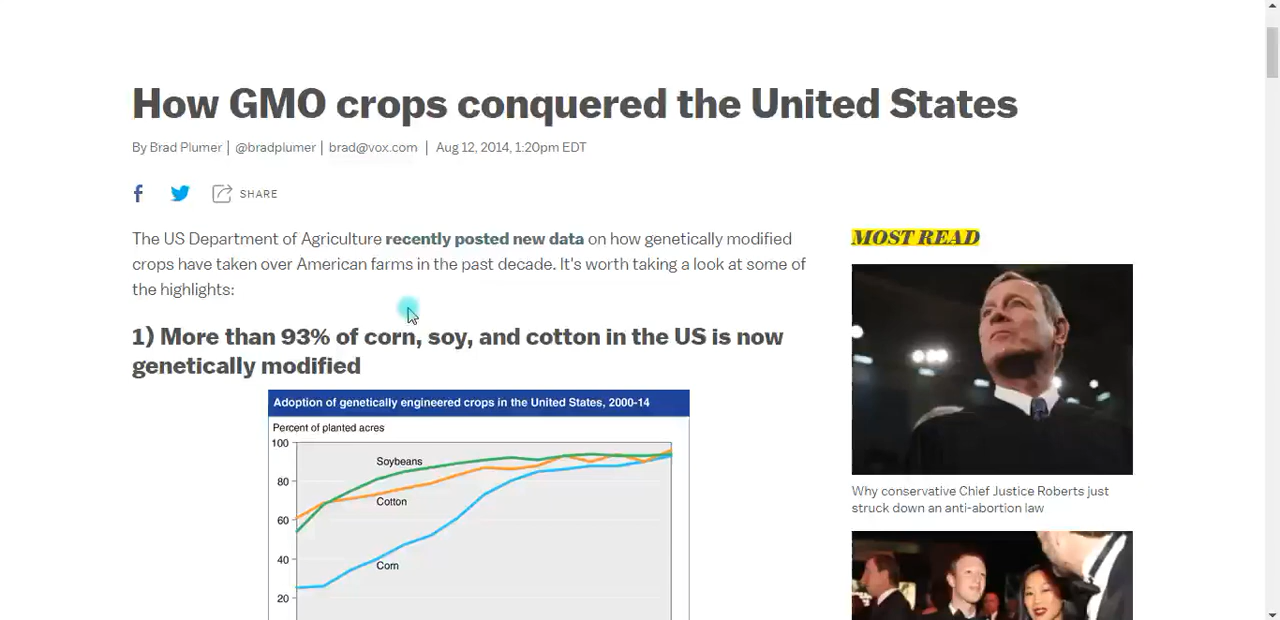 How GMO crops conquered the United States
By Brad Plumer | @bradplumer | brad@vox.com | Aug 12, 2014, 1:20pm EDT
SHARE
The US Department of Agriculture recently posted new data on how genetically modified
crops have taken over American farms in the past decade. It's worth taking a look at some of
the highlights:
1) More than 93% of corn, soy, and cotton in the US is now
genetically modified
Adoption of genetically engineered crops in the United States, 2000-14
Percent of planted acres
100
Soybeans
80
Cotton
60
40
Corn
20
MOST READ
Why conservative Chief Justice Roberts just
struck down an anti-abortion law